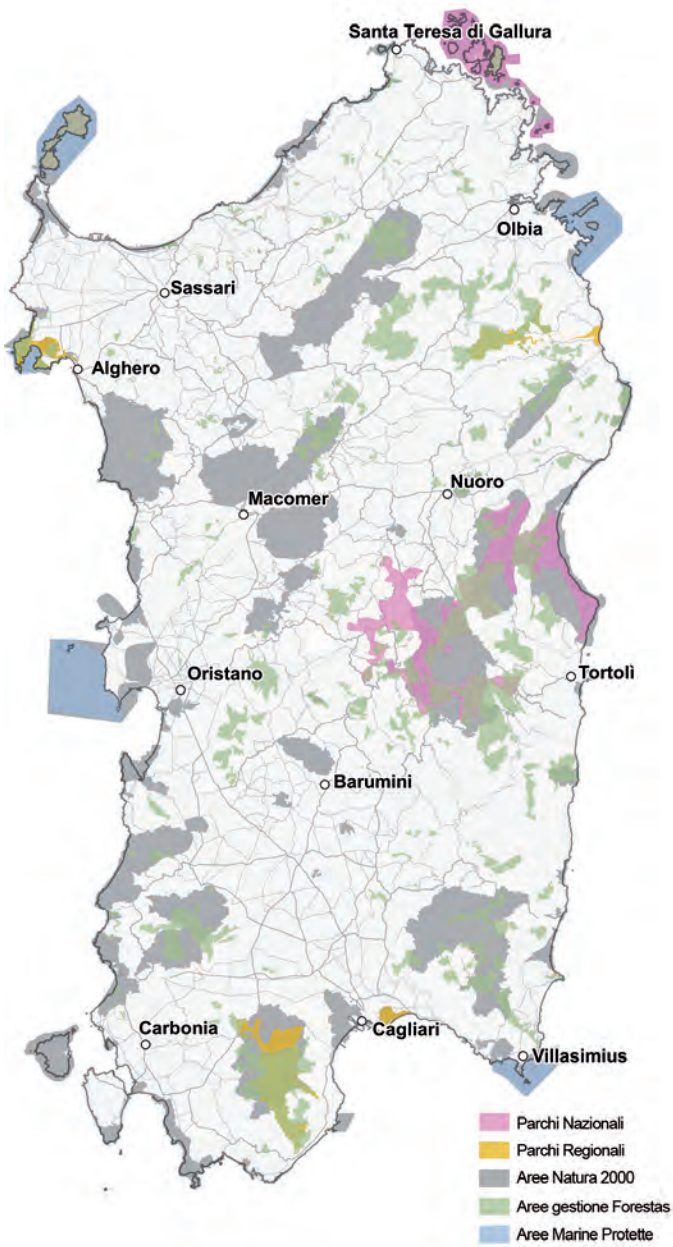 Santa Teresa di Gallura
Olbia
Sassari
Alghero
Nuoro
Macomer
Tortolì
Oristano
Barumini
Cagliari
Carbonia
Villasimius
Parchi Nazionali
Parchi Regionali
Aree Natura 2000
Aree gestione Forestas
Aree Marine Protette